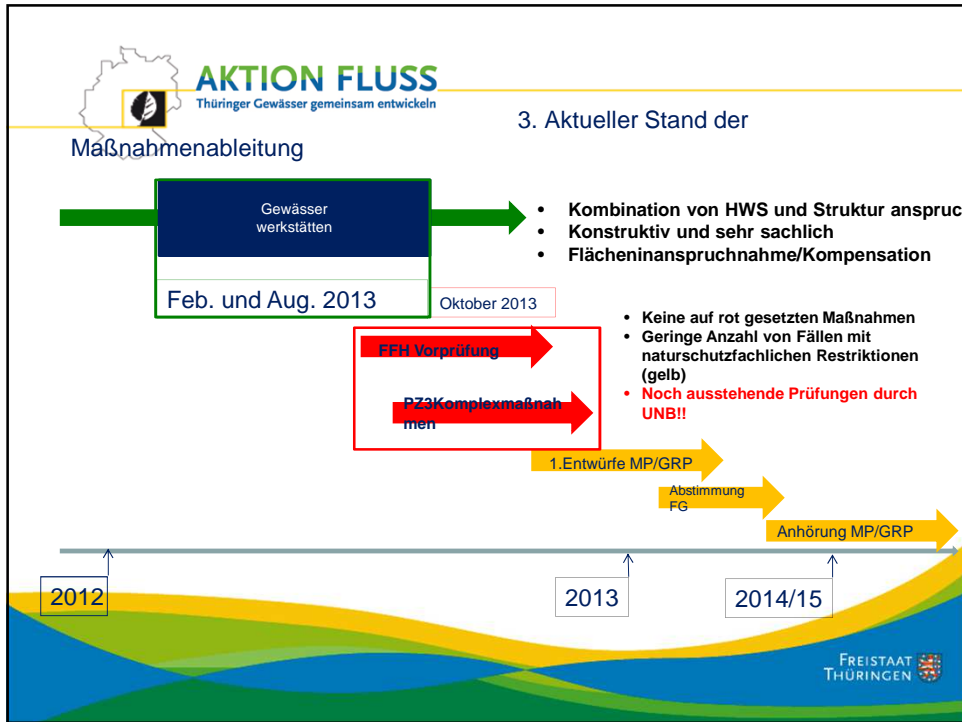 AKTION FLUSS
Thüringer Gewässer gemeinsam entwickeln
3. Aktueller Stand der
Maßnahmenableitung
Gewässer
werkstätten
Feb. und Aug. 2013
Oktober 2013
• Kombination von HWS und Struktur anspruc
• Konstruktiv und sehr sachlich
• Flächeninanspruchnahme/Kompensation
FFH Vorprüfung
PZ3Komplexmaßnah
men
• Keine auf rot gesetzten Maßnahmen
• Geringe Anzahl von Fällen mit
naturschutzfachlichen Restriktionen
(gelb)
• Noch ausstehende Prüfungen durch
UNB!!
1.Entwürfe MP/GRP
Abstimmung
FG
Anhörung MP/GRP
2012
2013
2014/15
FREISTAAT
THÜRINGEN